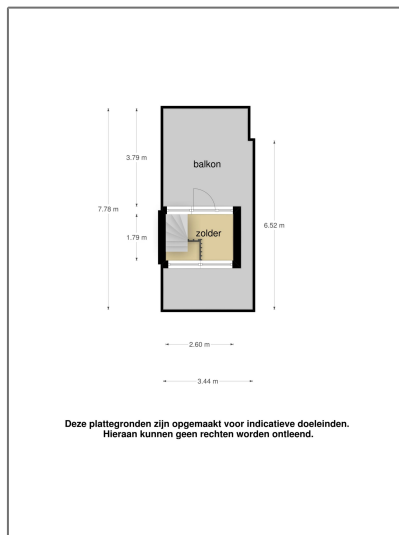 3.79 m
balkon
7.78 m
6.52 m
zolder
1.79 m
2.60 m
3.44 m
Deze plattegronden zijn opgemaakt voor indicatieve doeleinden.
Hieraan kunnen geen rechten worden ontleend.